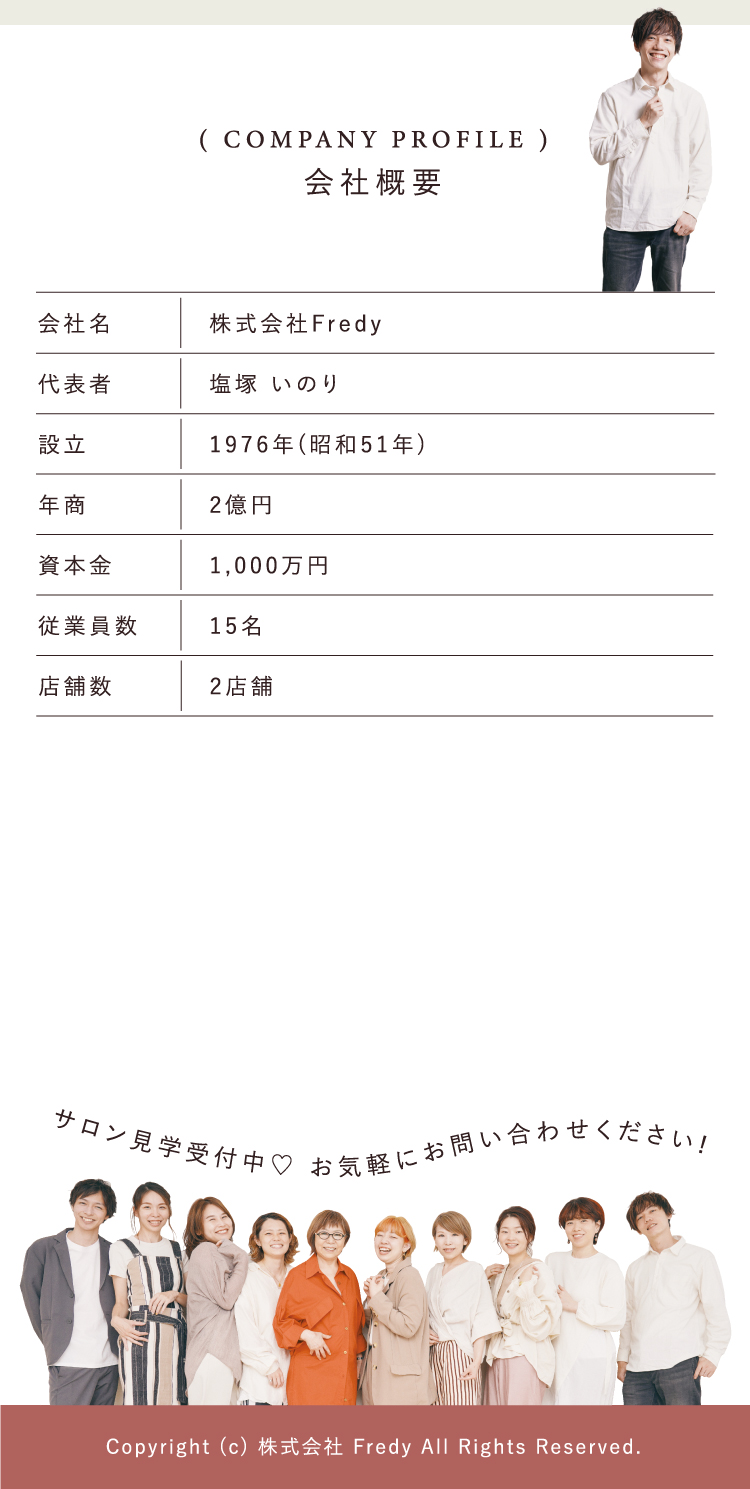 ( COMPANY PROFILE )
会社概要
会社名 株式会社Fredy
代表者 塩塚 いのり
設立 1976年(昭和51年)
年商 2億円
資本金 1,000万円
従業員数 15名
店舗数 2店舗
サロン見学受付中♡ お気軽にお問い合わせください!
Copyright (c) 株式会社 Fredy All Rights Reserved.